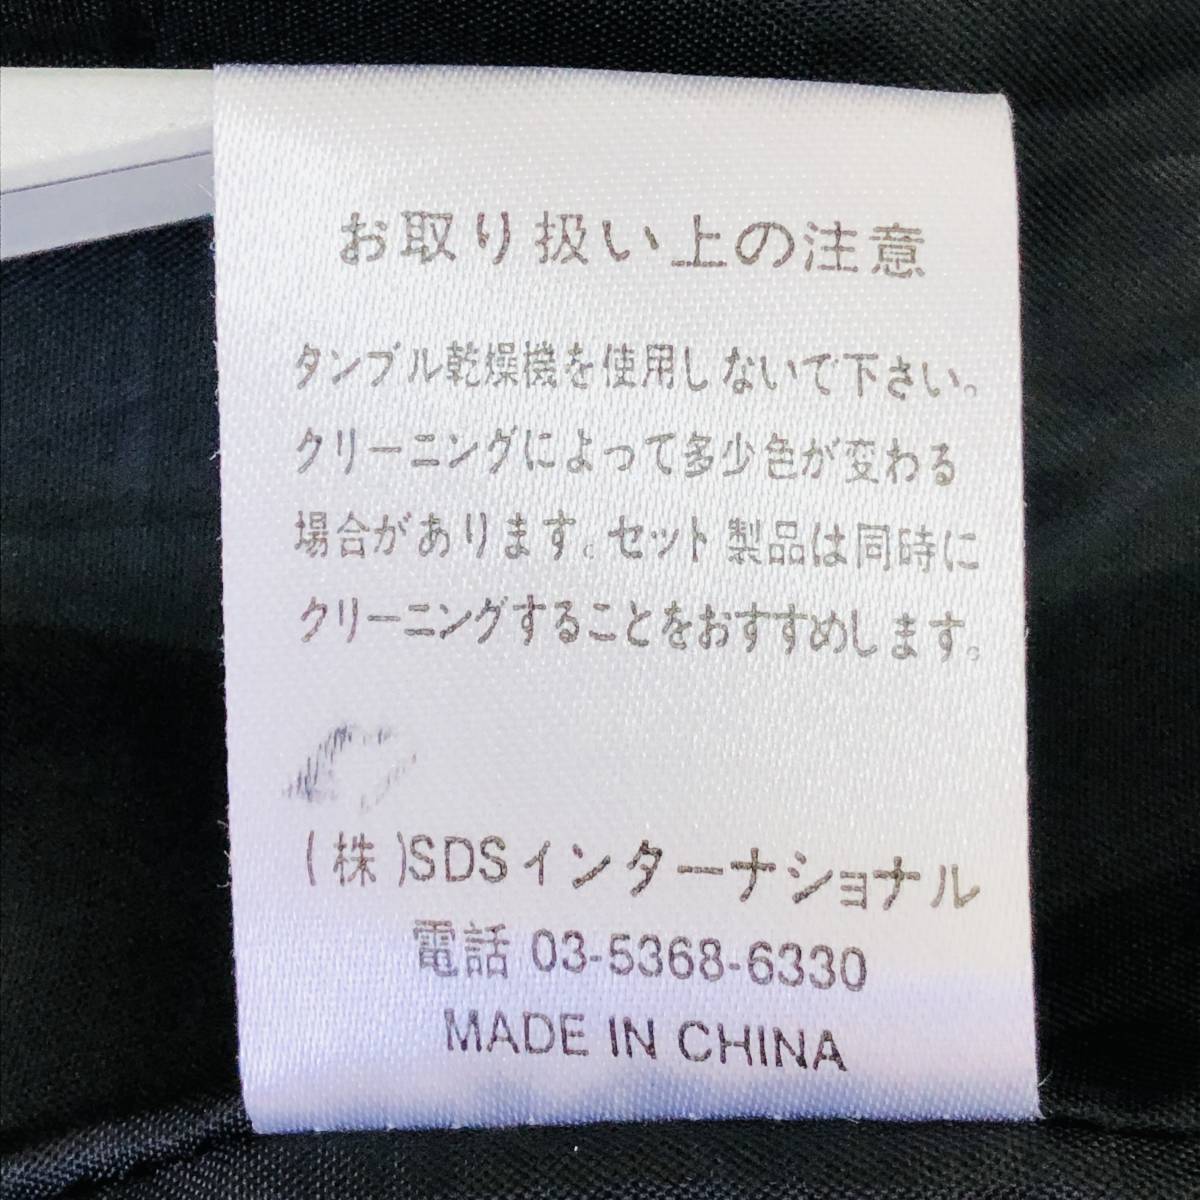 お取り扱い上の注意
タンブル乾燥機を使用しないで下さい。
クリーニングによって多少色が変わる
場合があります。セット製品は同時に
クリーニングすることをおすすめします。
(株)SDSインターナショナル
電話 03-5368-6330
MADE IN CHINA